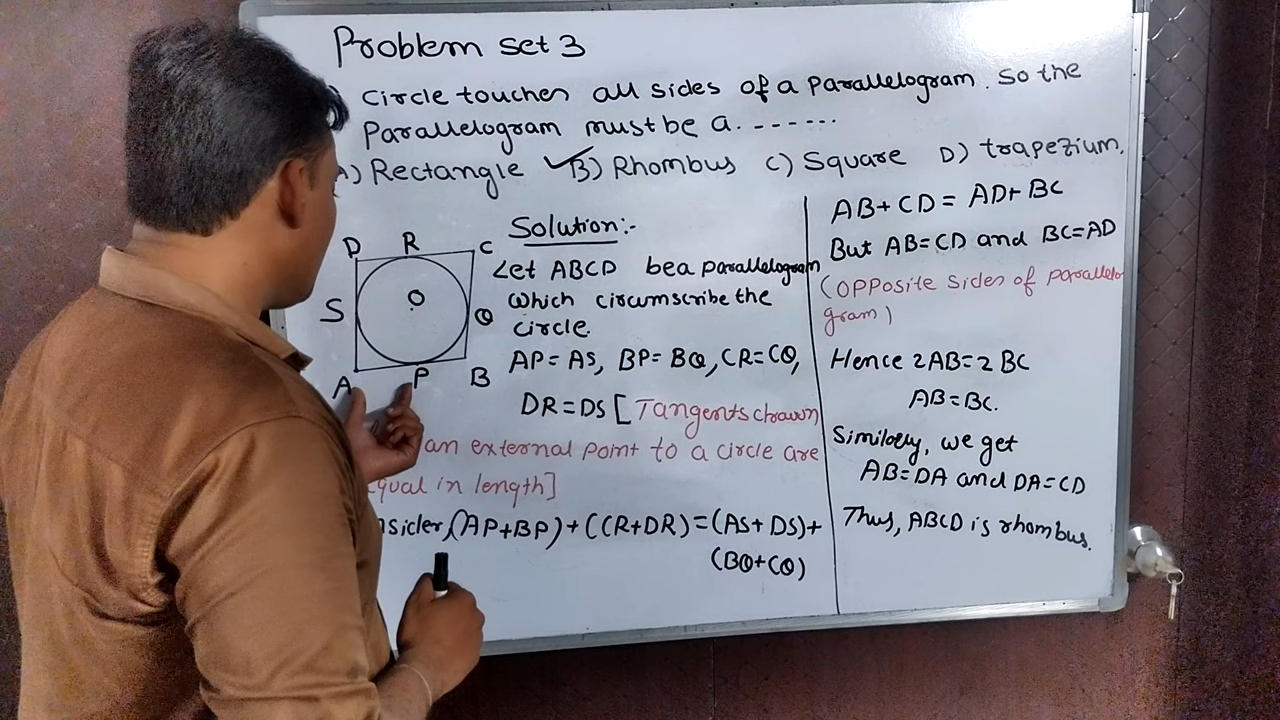 Problem set 3
Circle touches all sides of a parallelogram. So the
Parallelogram must be a.-------
A) Rectangle ✓B) Rhombus C) Square D) trapezium.
Solution:-
D R C
S O Q
A P B
Let ABCD be a parallelogram
which circumscribe the
circle.
AP=AS, BP=BQ, CR=CQ,
DR=DS [Tangents drawn
an external point to a circle are
equal in length]
(AP+BP)+(CR+DR)=(AS+DS)+
(BQ+CQ)
AB+CD=AD+BC
But AB=CD and BC=AD
(opposite sides of parallelo
gram)
Hence 2AB=2BC
AB=BC.
Similarly, we get
AB=DA and DA=CD
Thus, ABCD is rhombus.